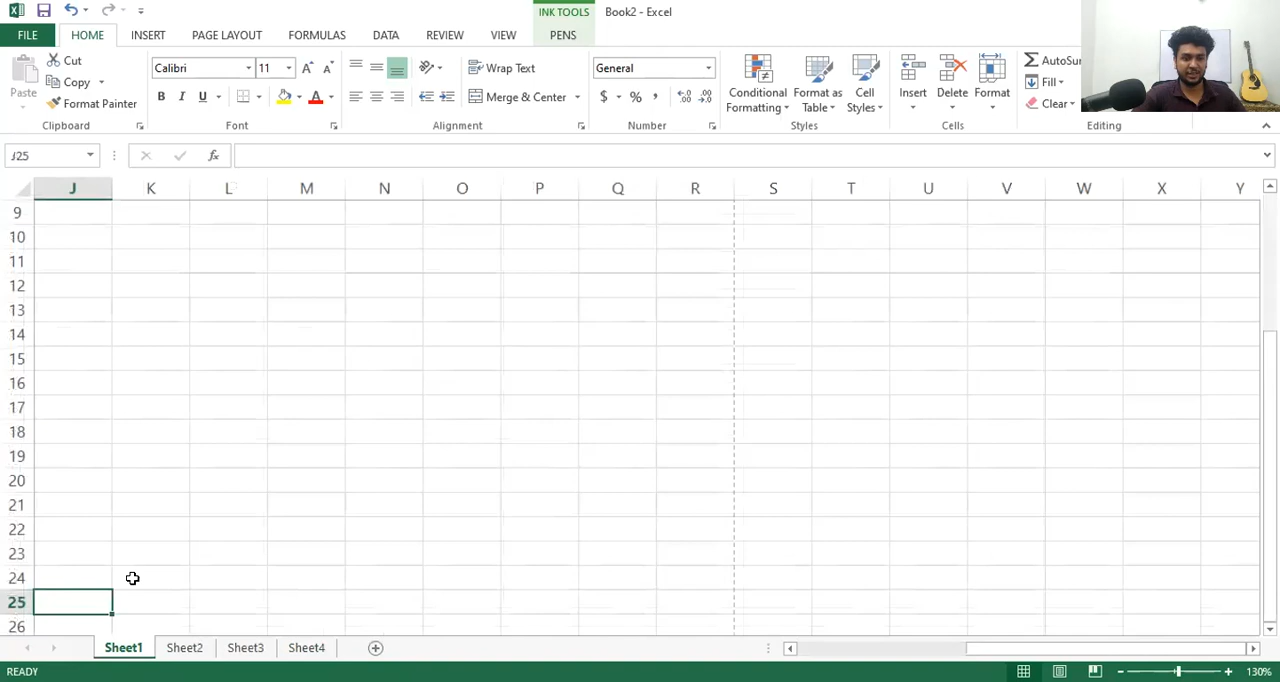 INK TOOLS Book2 - Excel
FILE HOME INSERT PAGE LAYOUT FORMULAS DATA REVIEW VIEW PENS
Cut Calibri 11 Wrap Text General AutoSu
Copy Fill
Paste Format Painter B I U Merge & Center $ % , Conditional Formatting Format as Table Cell Styles Insert Delete Format Clear
Clipboard Font Alignment Number Styles Cells Editing
J25 fx
J K L M N O P Q R S T U V W X Y
9
10
11
12
13
14
15
16
17
18
19
20
21
22
23
24
25
26
Sheet1 Sheet2 Sheet3 Sheet4
READY 130%